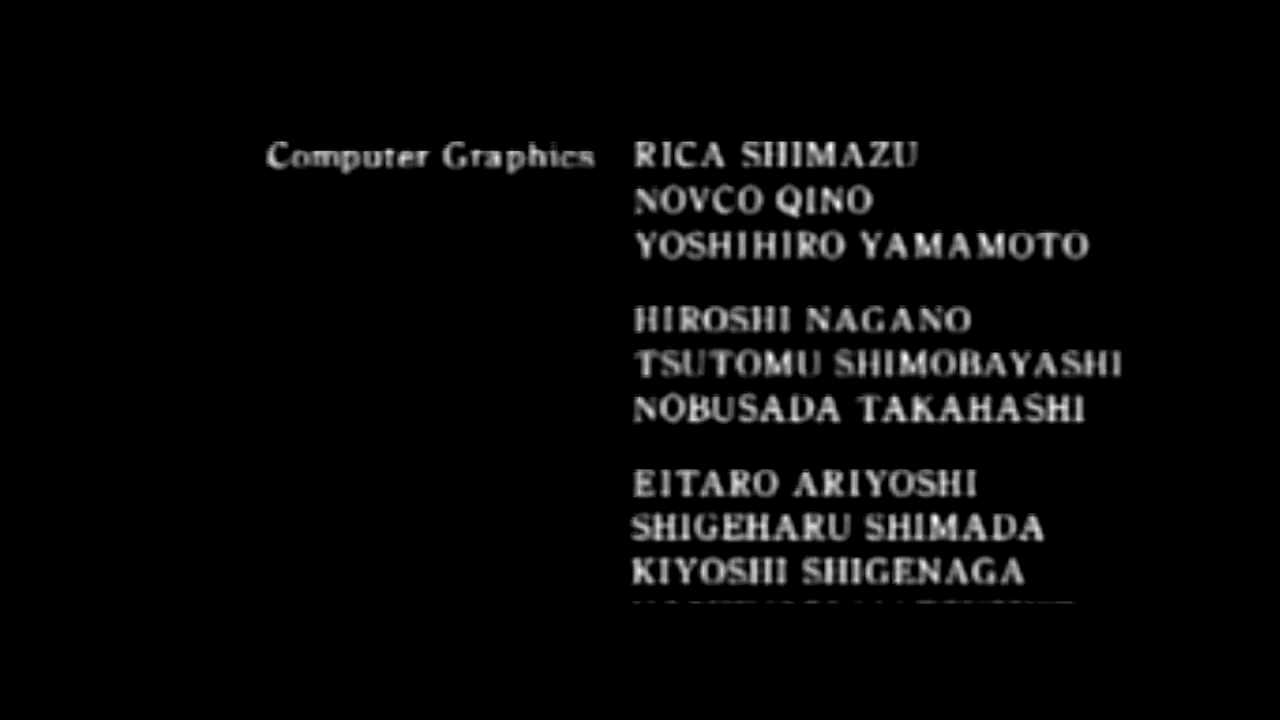 Computer Graphics RICA SHIMAZU
NOVCO QINO
YOSHIHIRO YAMAMOTO
HIROSHI NAGANO
TSUTOMU SHIMOBAYASHI
NOBUSADA TAKAHASHI
EITARO ARIYOSHI
SHIGEHARU SHIMADA
KIYOSHI SHIGENAGA